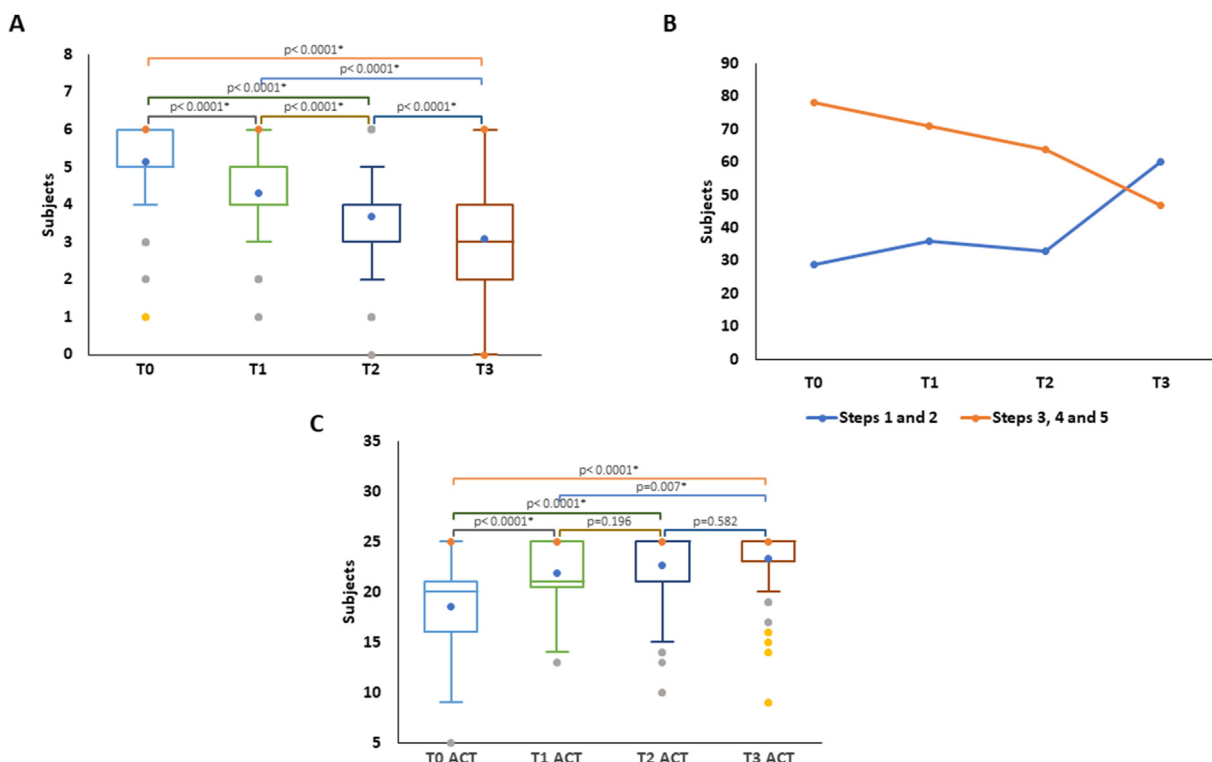 A
8
7
6
5
4
3
2
1
0
Subjects
p< 0.0001*
p< 0.0001*
p< 0.0001*
p< 0.0001*
p< 0.0001*
p< 0.0001*
T0 T1 T2 T3
B
90
80
70
60
50
40
30
20
10
0
Subjects
T0 T1 T2 T3
Steps 1 and 2 Steps 3, 4 and 5
C
35
30
25
20
15
10
5
Subjects
p< 0.0001*
p=0.007*
p< 0.0001*
p< 0.0001*
p=0.196
p=0.582
T0 ACT T1 ACT T2 ACT T3 ACT